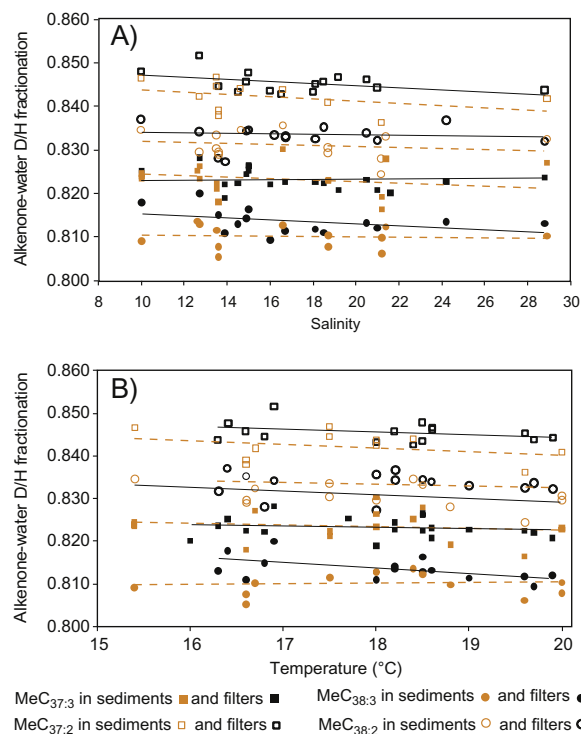 A)
Alkenone-water D/H fractionation
0.860
0.850
0.840
0.830
0.820
0.810
0.800
8 10 12 14 16 18 20 22 24 26 28 30
Salinity
B)
Alkenone-water D/H fractionation
0.860
0.850
0.840
0.830
0.820
0.810
0.800
15 16 17 18 19 20
Temperature (°C)
MeC37:3 in sediments and filters MeC38:3 in sediments and filters
MeC37:2 in sediments and filters MeC38:2 in sediments and filters